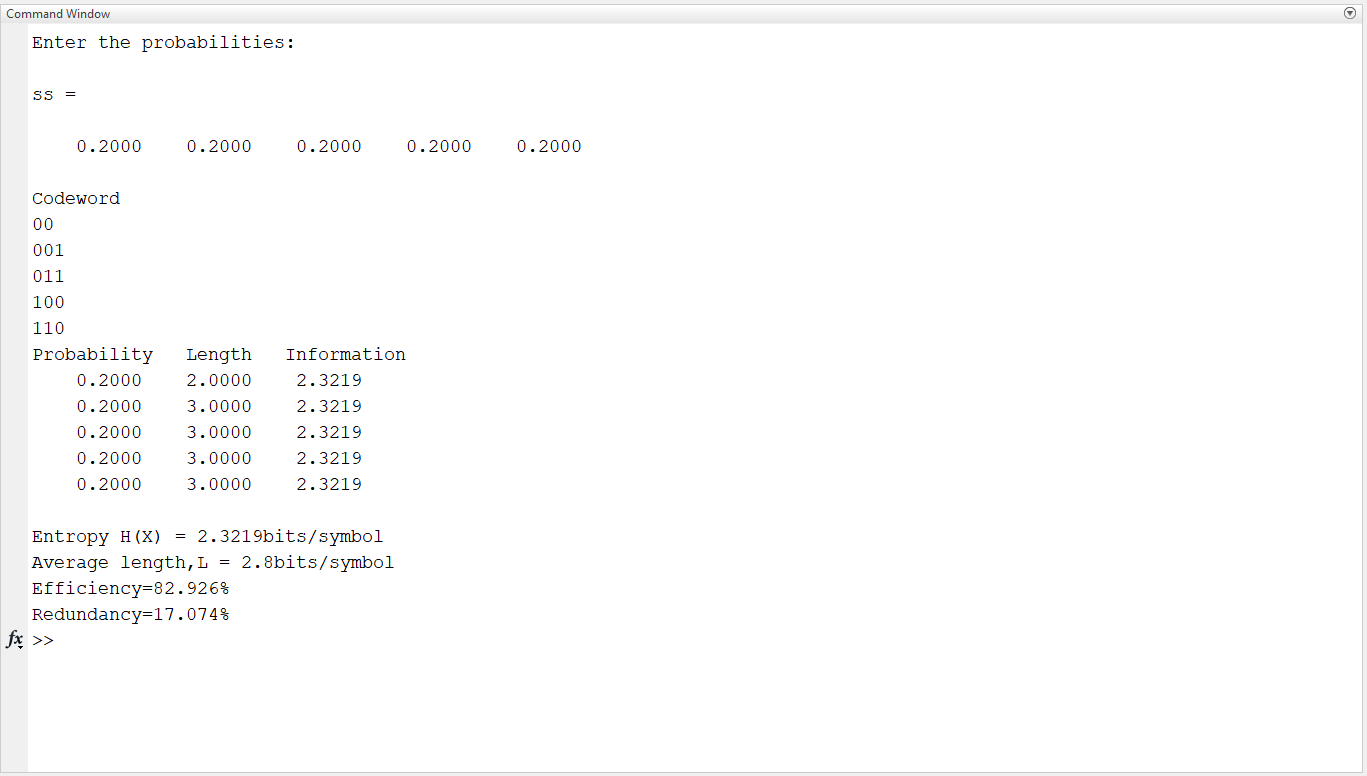 Command Window
Enter the probabilities:
ss =
0.2000 0.2000 0.2000 0.2000 0.2000
Codeword
00
001
011
100
110
Probability Length Information
0.2000 2.0000 2.3219
0.2000 3.0000 2.3219
0.2000 3.0000 2.3219
0.2000 3.0000 2.3219
0.2000 3.0000 2.3219
Entropy H(X) = 2.3219bits/symbol
Average length,L = 2.8bits/symbol
Efficiency=82.926%
Redundancy=17.074%
fx >>